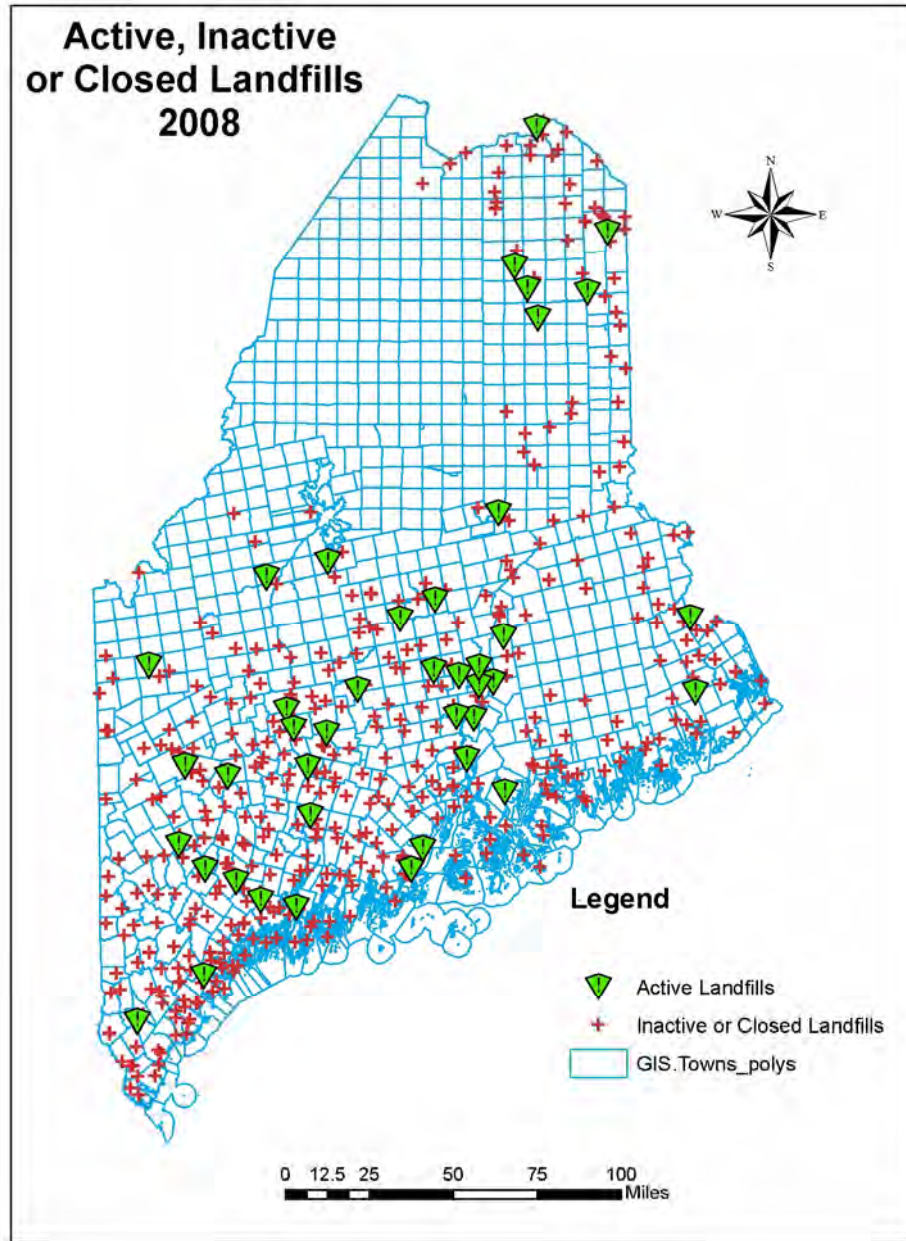 Active, Inactive
or Closed Landfills
2008
N
W E
S
Legend
Active Landfills
Inactive or Closed Landfills
GIS.Towns_polys
0 12.5 25 50 75 100
Miles